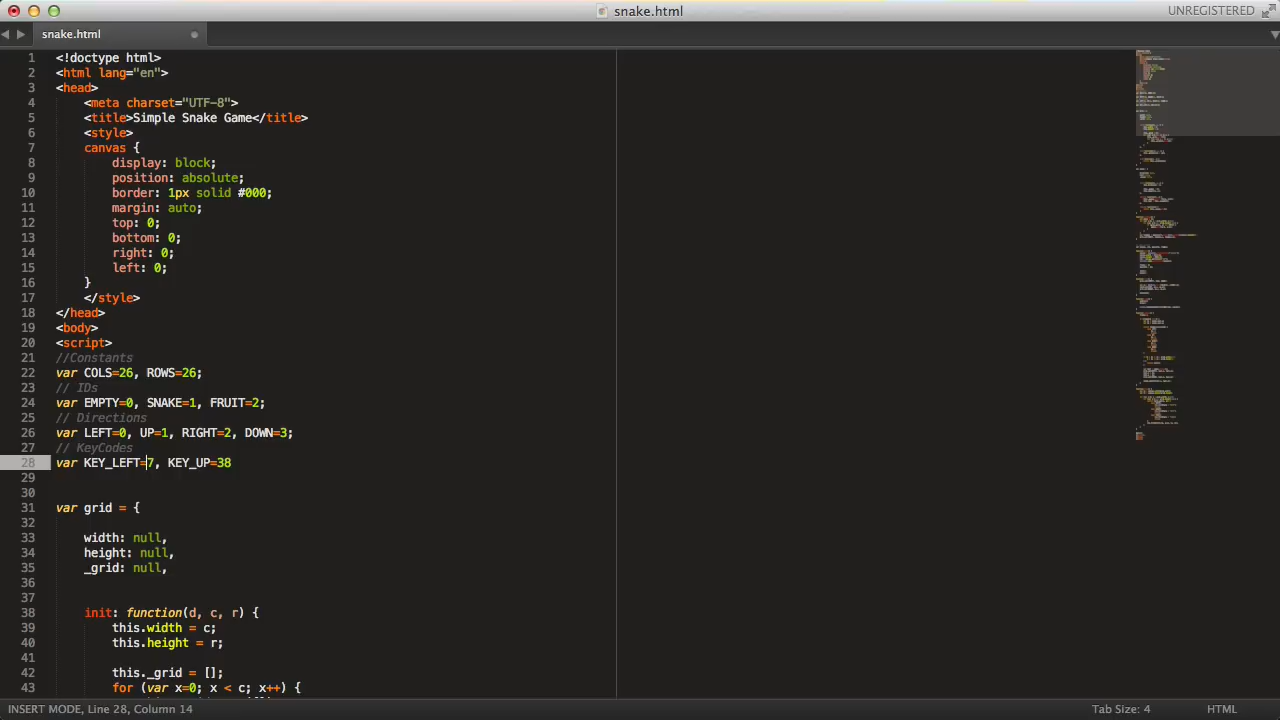 snake.html
UNREGISTERED
snake.html
1 <!doctype html>
2 <html lang="en">
3 <head>
4 <meta charset="UTF-8">
5 <title>Simple Snake Game</title>
6 <style>
7 canvas {
8 display: block;
9 position: absolute;
10 border: 1px solid #000;
11 margin: auto;
12 top: 0;
13 bottom: 0;
14 right: 0;
15 left: 0;
16 }
17 </style>
18 </head>
19 <body>
20 <script>
21 //Constants
22 var COLS=26, ROWS=26;
23 // IDs
24 var EMPTY=0, SNAKE=1, FRUIT=2;
25 // Directions
26 var LEFT=0, UP=1, RIGHT=2, DOWN=3;
27 // KeyCodes
28 var KEY_LEFT=7, KEY_UP=38
29
30
31 var grid = {
32
33 width: null,
34 height: null,
35 _grid: null,
36
37
38 init: function(d, c, r) {
39 this.width = c;
40 this.height = r;
41
42 this._grid = [];
43 for (var x=0; x < c; x++) {
INSERT MODE, Line 28, Column 14
Tab Size: 4
HTML